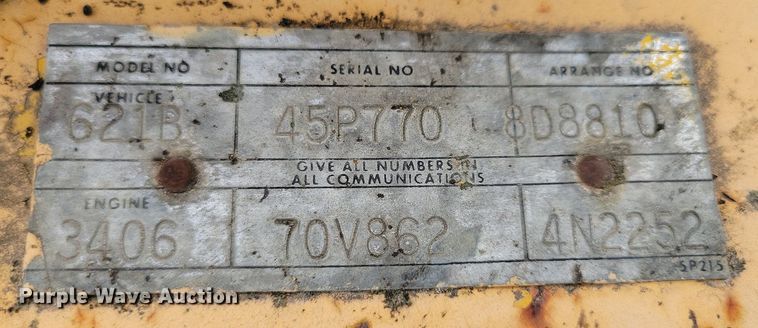 MODEL NO SERIAL NO ARRANGE NO
VEHICLE
621B 45P770 8D8810
GIVE ALL NUMBERS IN
ALL COMMUNICATIONS
ENGINE
3406 70V862 4N2252
5P215
Purple Wave Auction